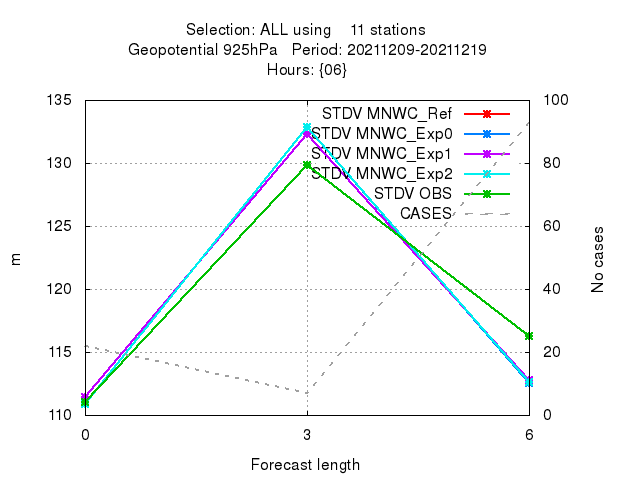 Selection: ALL using    11 stations
Geopotential 925hPa   Period: 20211209-20211219
Hours: {06}
135
130
125
120
115
110
100
80
60
40
20
0
STDV MNWC_Ref
STDV MNWC_Exp0
STDV MNWC_Exp1
STDV MNWC_Exp2
STDV OBS
CASES
m
No cases
0
3
6
Forecast length